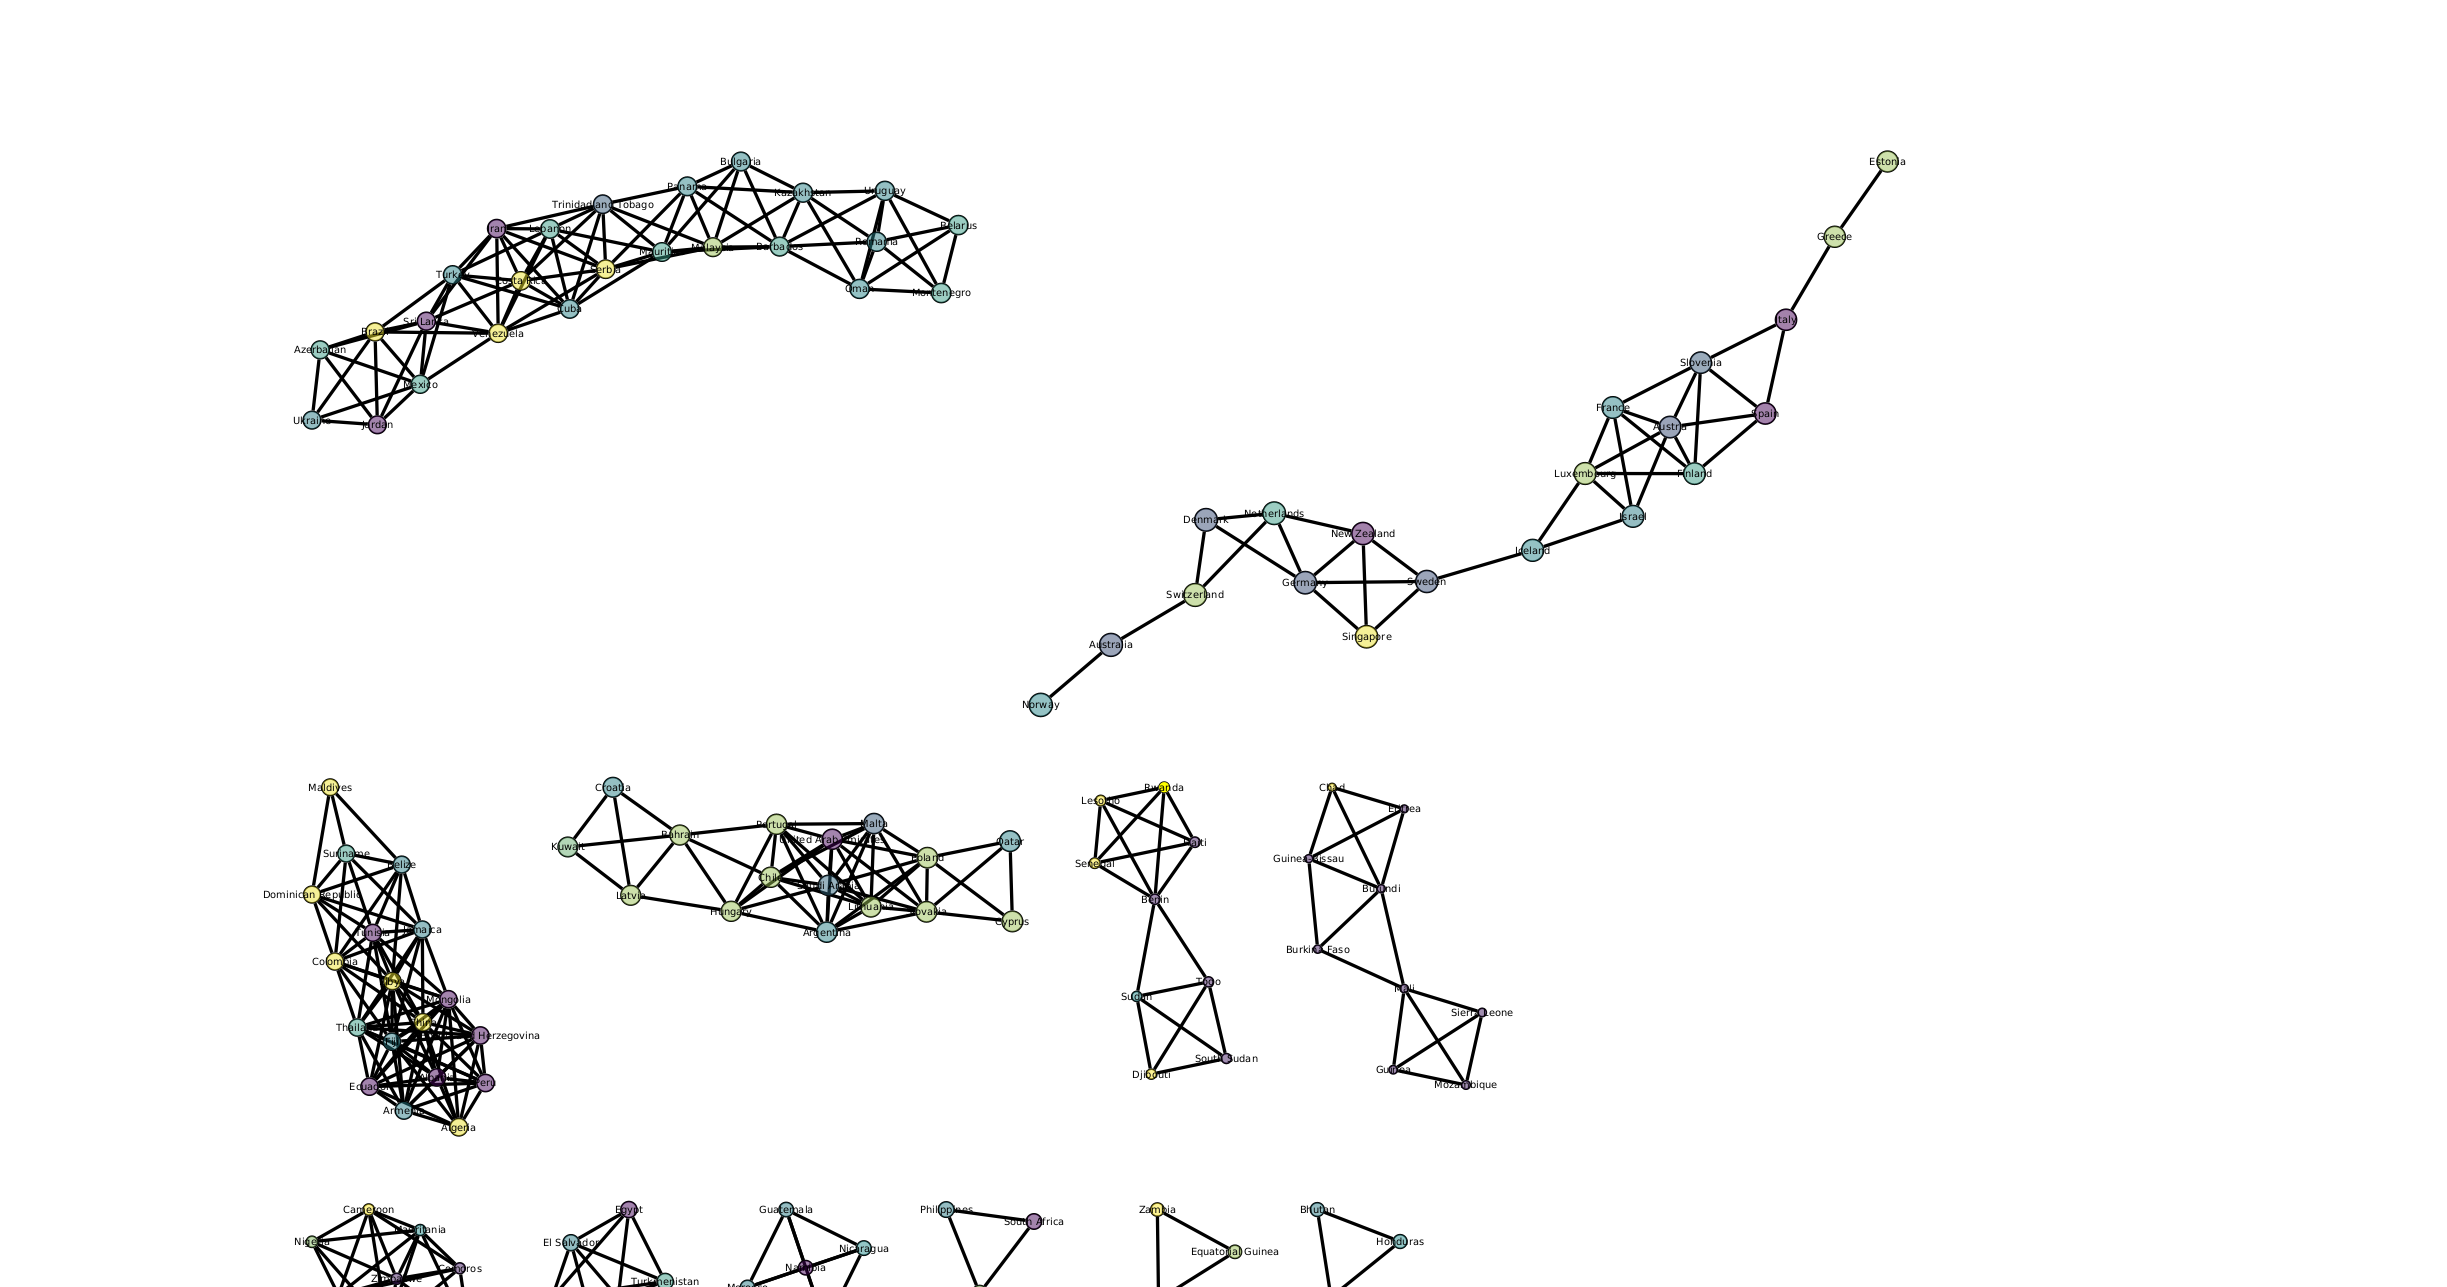 Bulgaria
Estonia
Panama
Kazakhstan
Uruguay
Trinidad and Tobago
Belarus
Iran
Lebanon
Greece
Romania
Mauritius
Malaysia
Barbados
Serbia
Turkey
Costa Rica
Oman
Montenegro
Cuba
Sri Lanka
Italy
Brazil
Venezuela
Azerbaijan
Slovenia
Mexico
France
Spain
Ukraine
Jordan
Austria
Luxembourg
Finland
Denmark
Netherlands
Israel
New Zealand
Iceland
Germany
Sweden
Switzerland
Singapore
Australia
Norway
Maldives
Croatia
Rwanda
Chad
Lesotho
Eritrea
Portugal
Malta
Bahrain
United Arab Emirates
Qatar
Haiti
Kuwait
Suriname
Poland
Guinea-Bissau
Belize
Senegal
Chile
Saudi Arabia
Burundi
Dominican Republic
Latvia
Benin
Hungary
Lithuania
Slovakia
Cyprus
Tunisia
Jamaica
Argentina
Burkina Faso
Colombia
Libya
Togo
Mali
Sudan
Mongolia
Sierra Leone
Thailand
China
Fiji
Herzegovina
South Sudan
Guinea
Djibouti
Albania
Ecuador
Peru
Mozambique
Armenia
Algeria
Cameroon
Egypt
Guatemala
Philippines
Zambia
Bhutan
South Africa
Mauritania
Nigeria
El Salvador
Nicaragua
Equatorial Guinea
Honduras
Comoros
Namibia
Zimbabwe
Turkmenistan
Morocco